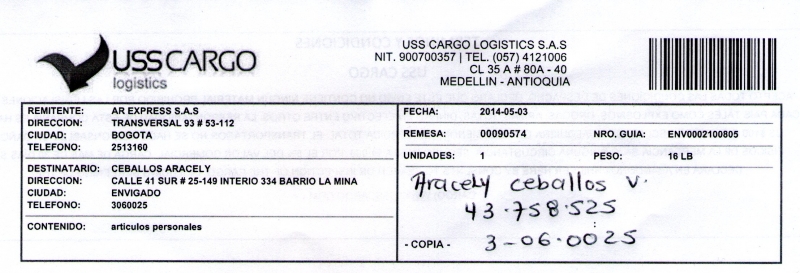 USS CARGO
logistics
USS CARGO LOGISTICS S.A.S
NIT. 900700357 | TEL. (057) 4121006
CL 35 A # 80A - 40
MEDELLIN - ANTIOQUIA
REMITENTE: AR EXPRESS S.A.S
DIRECCION: TRANSVERSAL 93 # 53-112
CIUDAD: BOGOTA
TELEFONO: 2513160
DESTINATARIO: CEBALLOS ARACELY
DIRECCION: CALLE 41 SUR # 25-149 INTERIO 334 BARRIO LA MINA
CIUDAD: ENVIGADO
TELEFONO: 3060025
CONTENIDO: articulos personales
FECHA: 2014-05-03
REMESA: 00090574 NRO. GUIA: ENV0002100805
UNIDADES: 1 PESO: 16 LB
Aracely ceballos v.
43.758.525
- COPIA - 3-06.0025